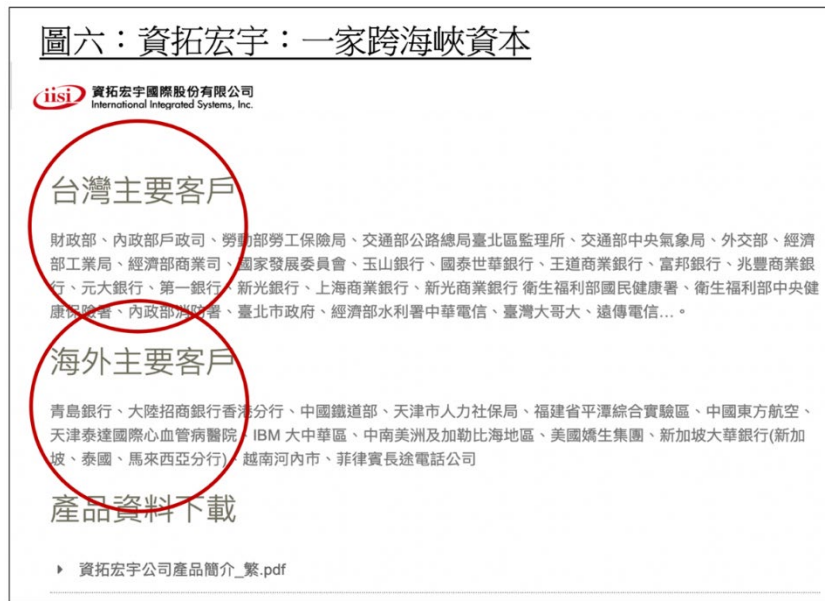 圖六：資拓宏宇：一家跨海峽資本
iisi 資拓宏宇國際股份有限公司
International Integrated Systems, Inc.
台灣主要客戶
財政部、內政部戶政司、勞動部勞工保險局、交通部公路總局臺北區監理所、交通部中央氣象局、外交部、經濟
部工業局、經濟部商業司、國家發展委員會、玉山銀行、國泰世華銀行、王道商業銀行、富邦銀行、兆豐商業銀
行、元大銀行、第一銀行、新光銀行、上海商業銀行、新光商業銀行 衛生福利部國民健康署、衛生福利部中央健
康保險署、內政部消防署、臺北市政府、經濟部水利署中華電信、臺灣大哥大、遠傳電信...。
海外主要客戶
青島銀行、大陸招商銀行香港分行、中國鐵道部、天津市人力社保局、福建省平潭綜合實驗區、中國東方航空、
天津泰達國際心血管病醫院、IBM 大中華區、中南美洲及加勒比海地區、美國嬌生集團、新加坡大華銀行(新加
坡、泰國、馬來西亞分行)、越南河內市、菲律賓長途電話公司
產品資料下載
資拓宏宇公司產品簡介_繁.pdf